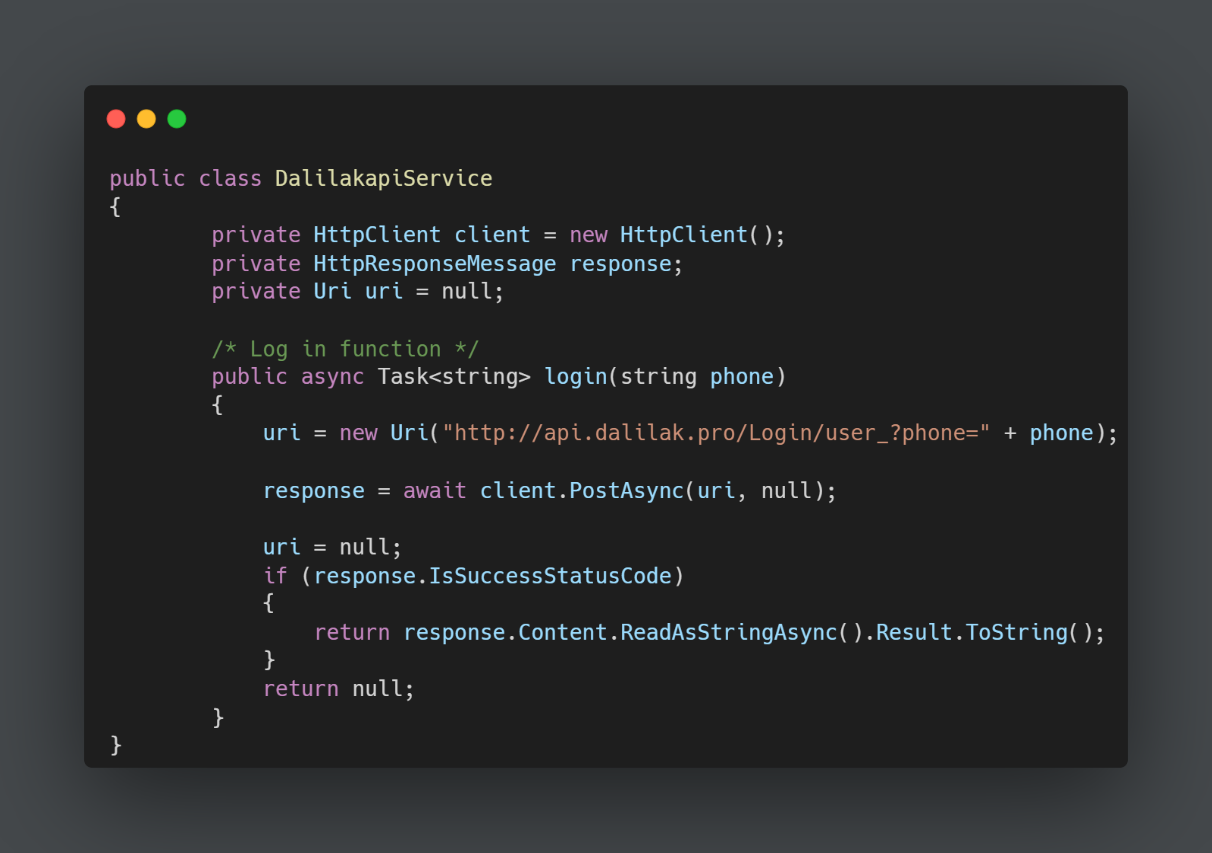 public class DalilakapiService
{
        private HttpClient client = new HttpClient();
        private HttpResponseMessage response;
        private Uri uri = null;

        /* Log in function */
        public async Task<string> login(string phone)
        {
            uri = new Uri("http://api.dalilak.pro/Login/user_?phone=" + phone);

            response = await client.PostAsync(uri, null);

            uri = null;
            if (response.IsSuccessStatusCode)
            {
                return response.Content.ReadAsStringAsync().Result.ToString();
            }
            return null;
        }
}